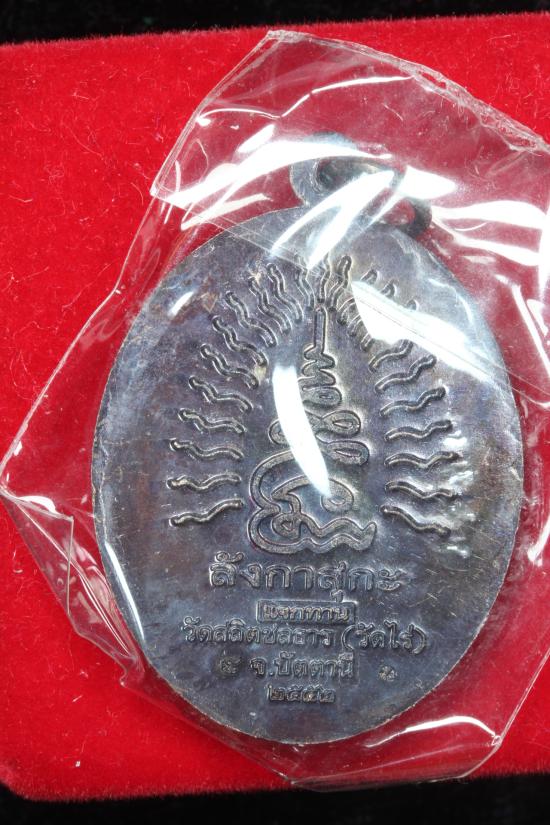 ลังกาสุกะ
แจกทาน
วัดสถิตชลธาร (วัดไร่)
จ.ปัตตานี
๒๕๕๒